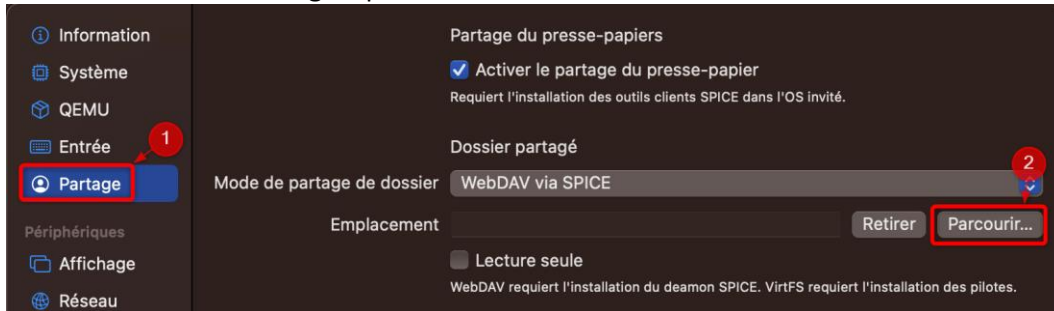 Information
Système
QEMU
Entrée
1
Partage
Périphériques
Affichage
Réseau
Partage du presse-papiers
Activer le partage du presse-papier
Requiert l'installation des outils clients SPICE dans l'OS invité.
Dossier partagé
2
Mode de partage de dossier WebDAV via SPICE
Emplacement Retirer Parcourir...
Lecture seule
WebDAV requiert l'installation du deamon SPICE. VirtFS requiert l'installation des pilotes.